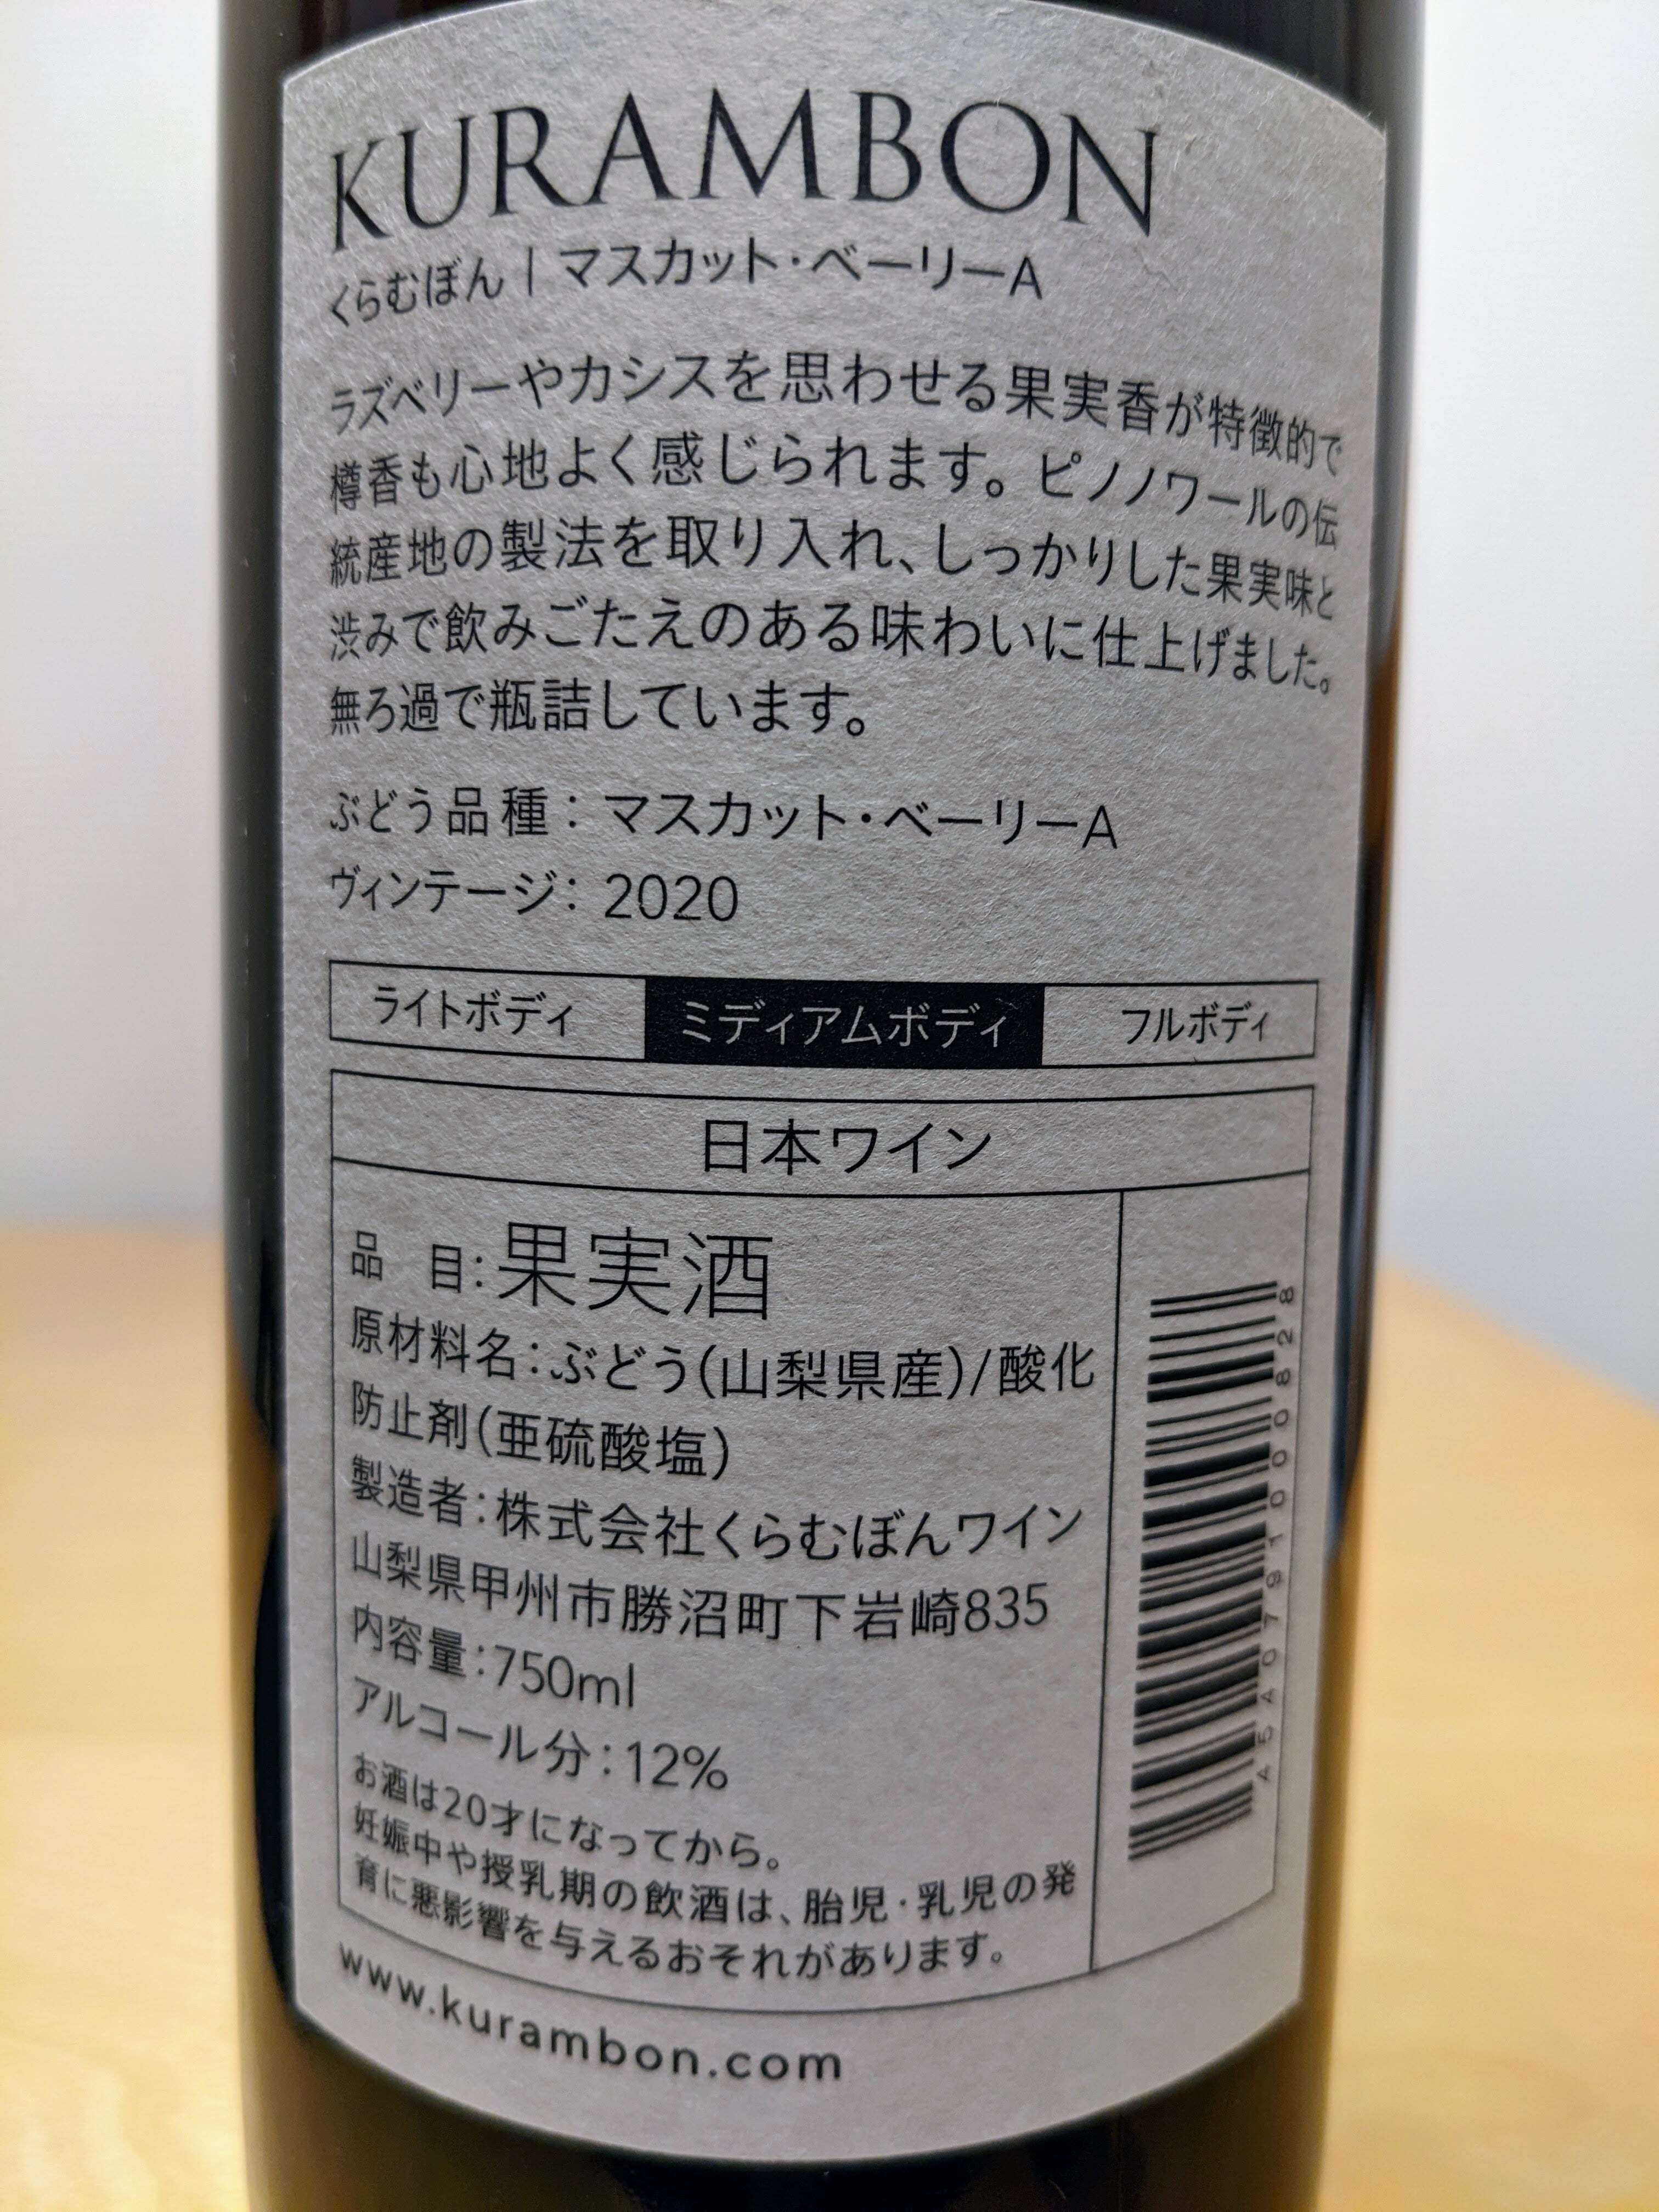 KURAMBON
くらむぼん | マスカット・ベーリーA
ラズベリーやカシスを思わせる果実香が特徴的で
樽香も心地よく感じられます。ピノノワールの伝
統産地の製法を取り入れ、しっかりした果実味と
渋みで飲みごたえのある味わいに仕上げました。
無ろ過で瓶詰しています。
ぶどう品種：マスカット・ベーリーA
ヴィンテージ：2020
ライトボディ ミディアムボディ フルボディ
日本ワイン
品　目：果実酒
原材料名：ぶどう(山梨県産)/酸化
防止剤(亜硫酸塩)
製造者：株式会社くらむぼんワイン
山梨県甲州市勝沼町下岩崎835
内容量：750ml
アルコール分：12%
お酒は20才になってから。
妊娠中や授乳期の飲酒は、胎児・乳児の発
育に悪影響を与えるおそれがあります。
4540791000828
www.kurambon.com